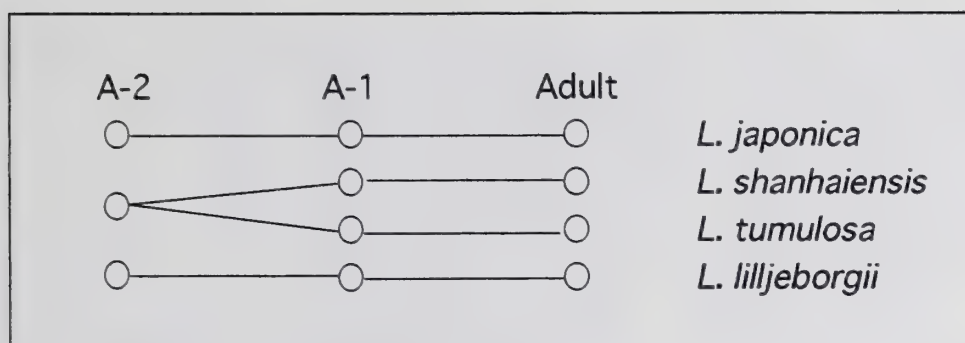 A-2 A-1 Adult
L. japonica
L. shanhaiensis
L. tumulosa
L. lilljeborgii